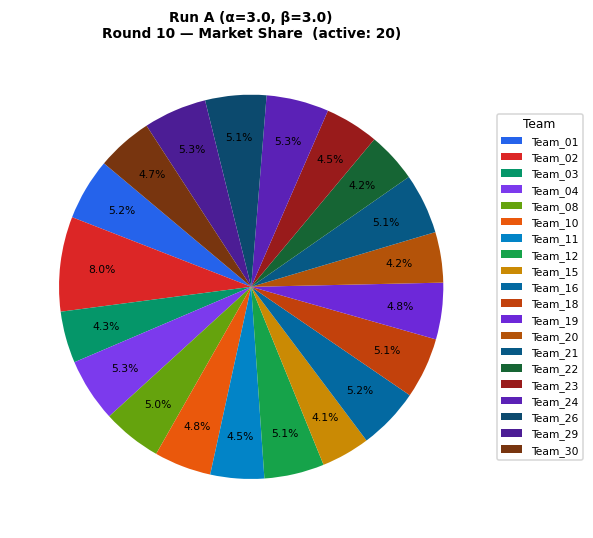 Run A (α=3.0, β=3.0)
Round 10 — Market Share  (active: 20)
Team
Team_01
Team_02
Team_03
Team_04
Team_08
Team_10
Team_11
Team_12
Team_15
Team_16
Team_18
Team_19
Team_20
Team_21
Team_22
Team_23
Team_24
Team_26
Team_29
Team_30
5.2%
8.0%
4.3%
5.3%
5.0%
4.8%
4.5%
5.1%
4.1%
5.2%
5.1%
4.8%
4.2%
5.1%
4.2%
4.5%
5.3%
5.1%
5.3%
4.7%